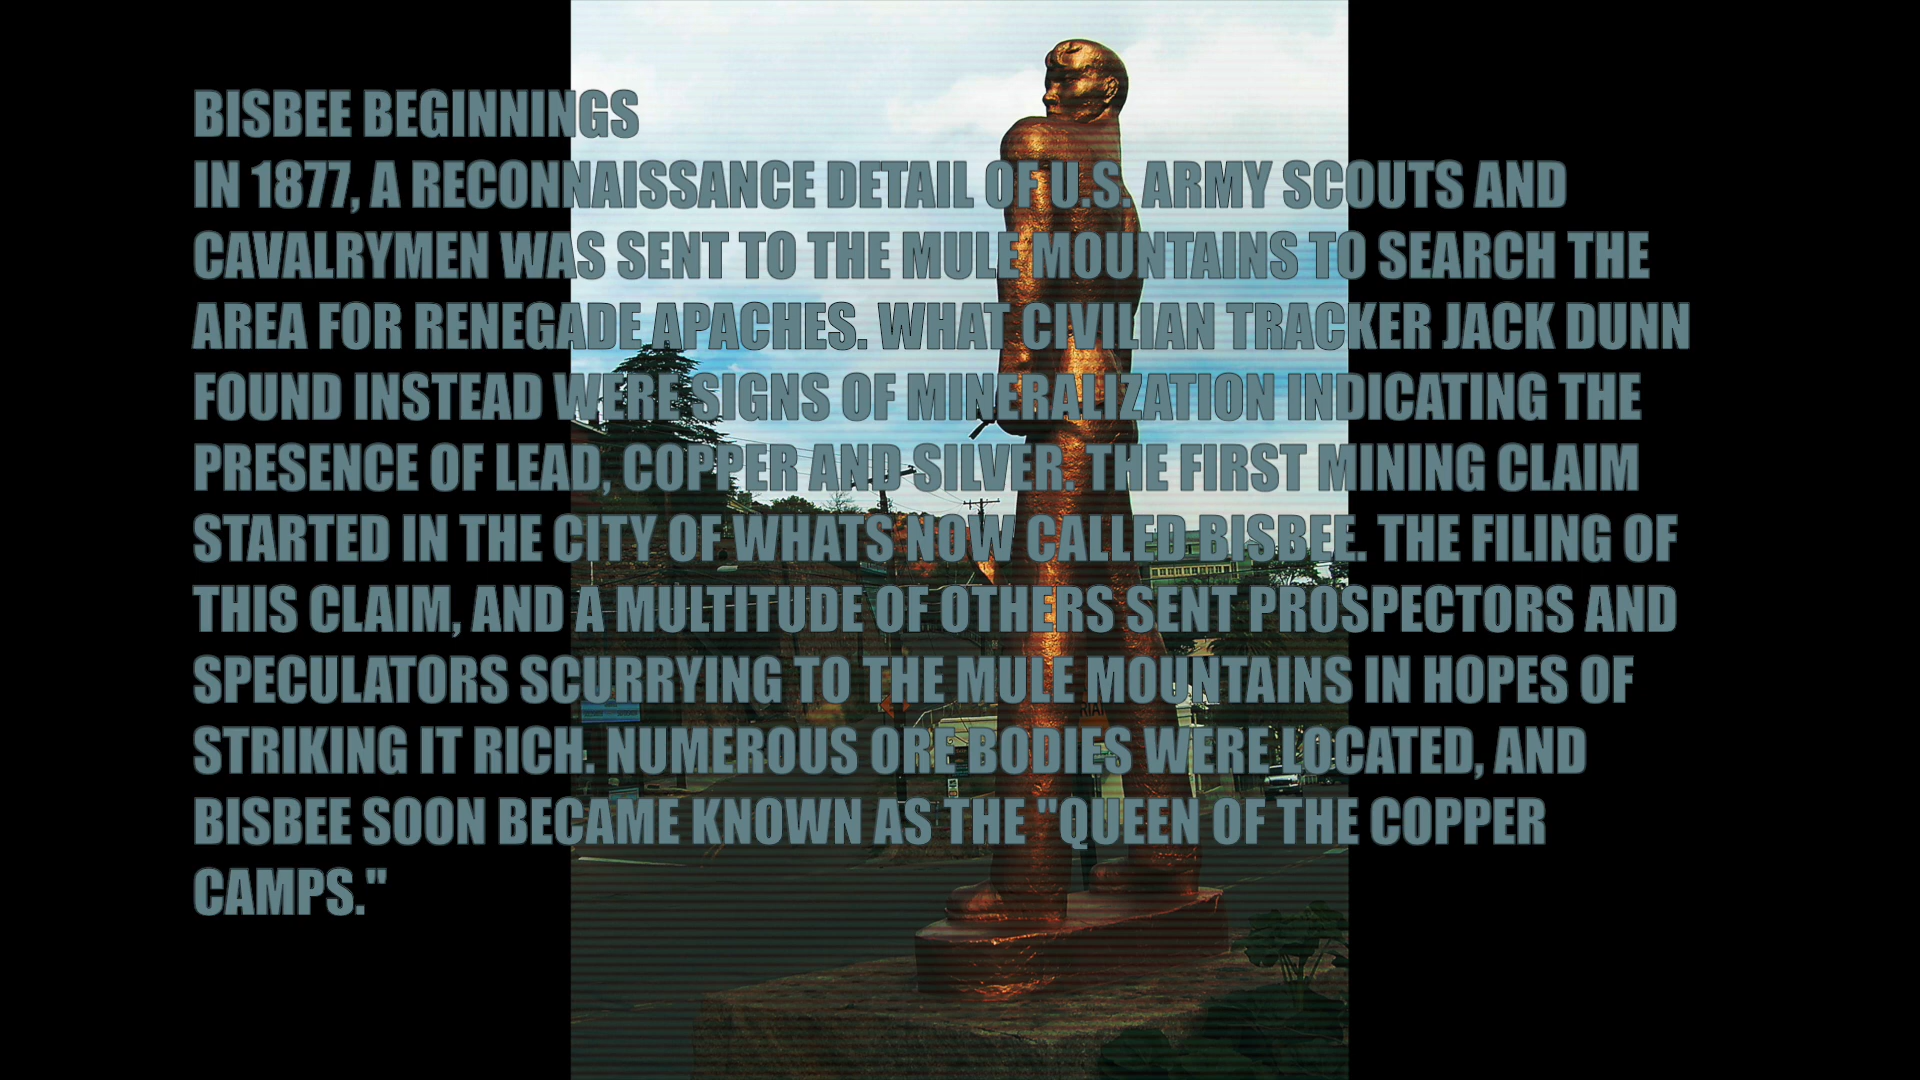 BISBEE BEGINNINGS
IN 1877, A RECONNAISSANCE DETAIL OF U.S. ARMY SCOUTS AND
CAVALRYMEN WAS SENT TO THE MULE MOUNTAINS TO SEARCH THE
AREA FOR RENEGADE APACHES. WHAT CIVILIAN TRACKER JACK DUNN
FOUND INSTEAD WERE SIGNS OF MINERALIZATION INDICATING THE
PRESENCE OF LEAD, COPPER AND SILVER. THE FIRST MINING CLAIM
STARTED IN THE CITY OF WHATS NOW CALLED BISBEE. THE FILING OF
THIS CLAIM, AND A MULTITUDE OF OTHERS SENT PROSPECTORS AND
SPECULATORS SCURRYING TO THE MULE MOUNTAINS IN HOPES OF
STRIKING IT RICH. NUMEROUS ORE BODIES WERE LOCATED, AND
BISBEE SOON BECAME KNOWN AS THE "QUEEN OF THE COPPER
CAMPS."